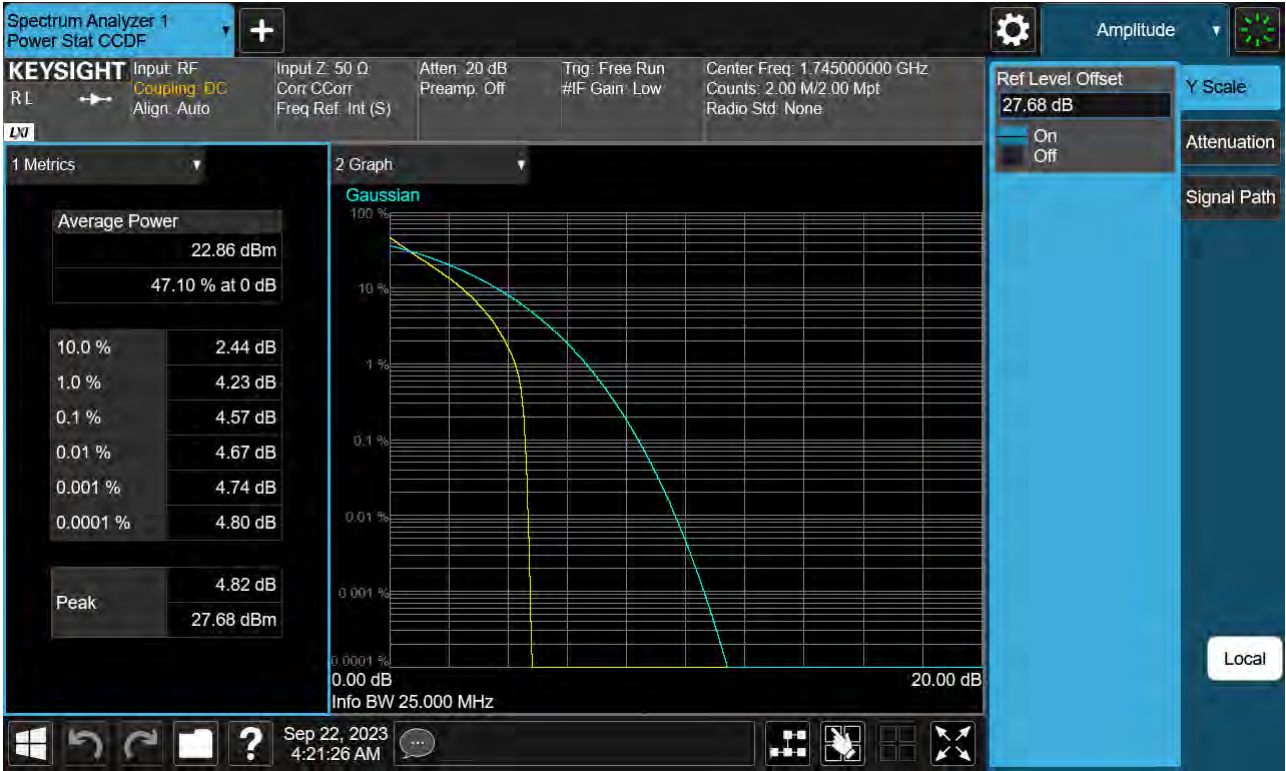 Spectrum Analyzer 1
Power Stat CCDF
+
Amplitude
KEYSIGHT
R L
LXI
Input: RF
Coupling: DC
Align: Auto
Input Z: 50 Ω
Corr CCorr
Freq Ref: Int (S)
Atten: 20 dB
Preamp: Off
Trig: Free Run
#IF Gain: Low
Center Freq: 1.745000000 GHz
Counts: 2.00 M/2.00 Mpt
Radio Std: None
Ref Level Offset
27.68 dB
On
Off
Y Scale
Attenuation
Signal Path
Local
1 Metrics
Average Power
22.86 dBm
47.10 % at 0 dB
10.0 % 2.44 dB
1.0 % 4.23 dB
0.1 % 4.57 dB
0.01 % 4.67 dB
0.001 % 4.74 dB
0.0001 % 4.80 dB
Peak
4.82 dB
27.68 dBm
2 Graph
Gaussian
100 %
10 %
1 %
0.1 %
0.01 %
0.001 %
0.0001 %
0.00 dB 20.00 dB
Info BW 25.000 MHz
?
Sep 22, 2023
4:21:26 AM